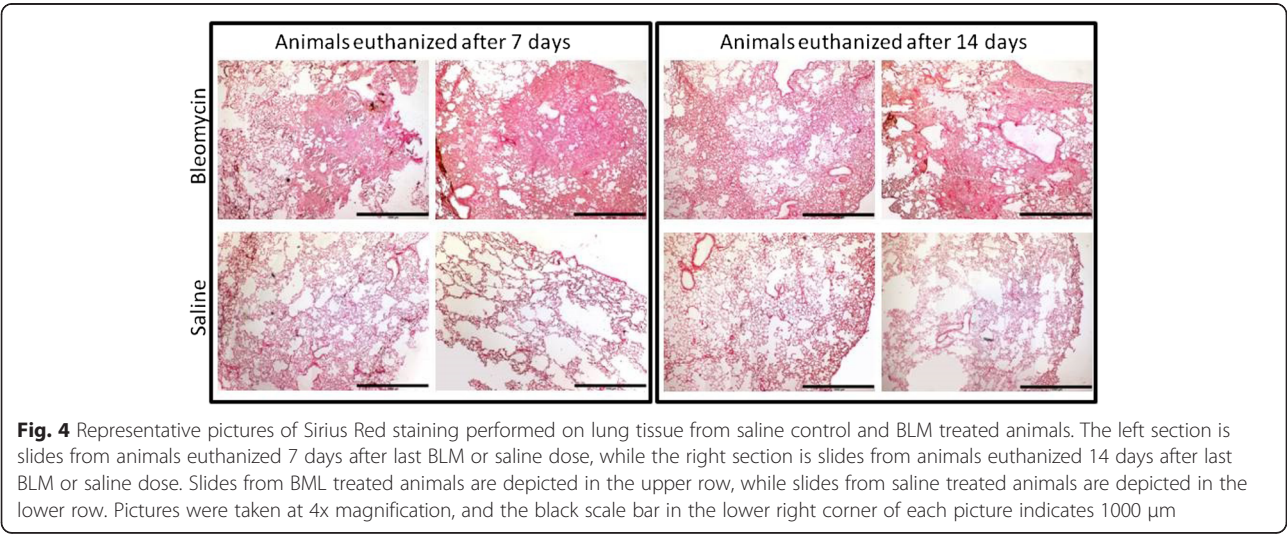 Animals euthanized after 7 days
Animals euthanized after 14 days
Bleomycin
Saline
Fig. 4 Representative pictures of Sirius Red staining performed on lung tissue from saline control and BLM treated animals. The left section is
slides from animals euthanized 7 days after last BLM or saline dose, while the right section is slides from animals euthanized 14 days after last
BLM or saline dose. Slides from BML treated animals are depicted in the upper row, while slides from saline treated animals are depicted in the
lower row. Pictures were taken at 4x magnification, and the black scale bar in the lower right corner of each picture indicates 1000 μm